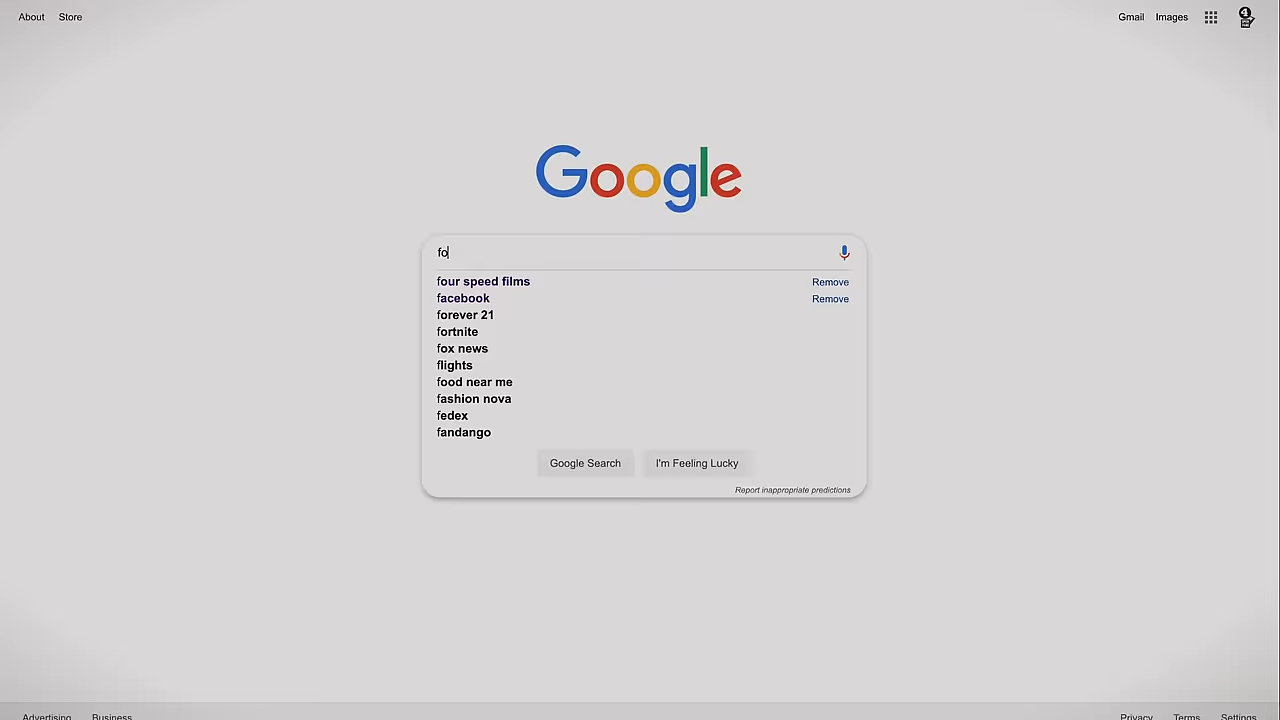 About Store Gmail Images
Google
fo
four speed films Remove
facebook Remove
forever 21
fortnite
fox news
flights
food near me
fashion nova
fedex
fandango
Google Search I'm Feeling Lucky
Report inappropriate predictions
Advertising Business Privacy Terms Settings